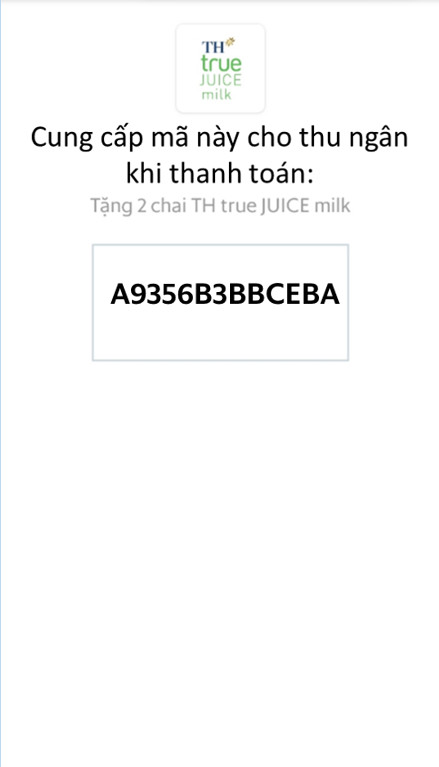 TH
true
JUICE
milk
Cung cấp mã này cho thu ngân
khi thanh toán:
Tặng 2 chai TH true JUICE milk
A9356B3BBCEBA